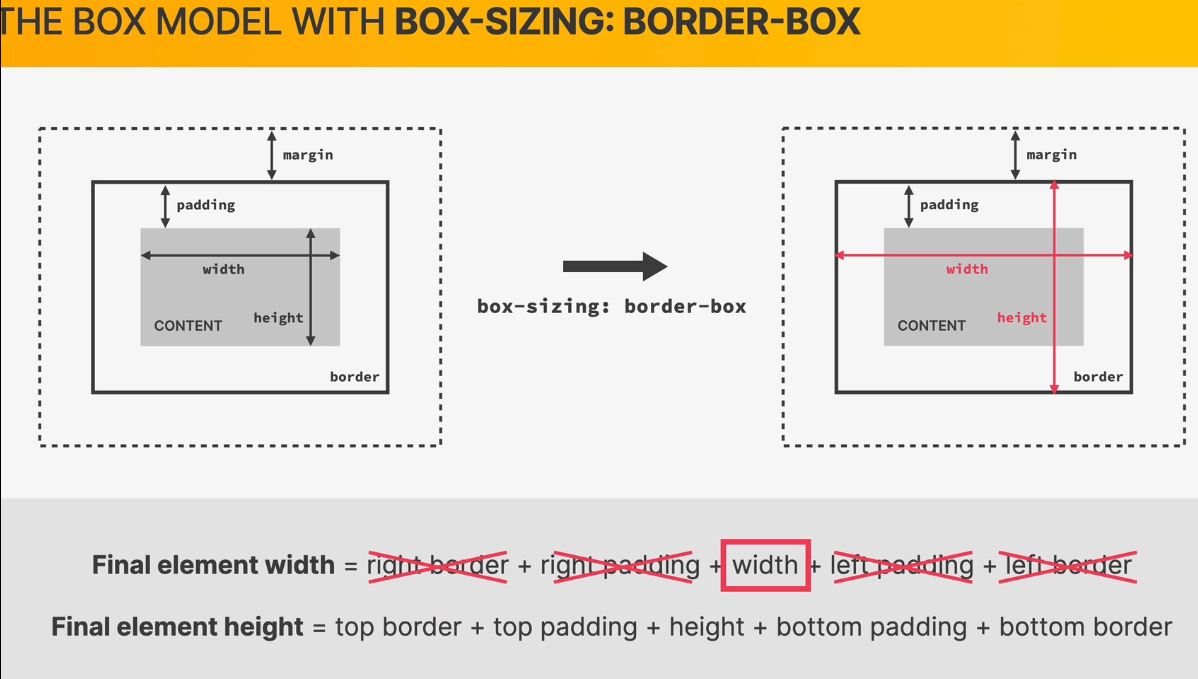 THE BOX MODEL WITH BOX-SIZING: BORDER-BOX
margin
padding
width
height
CONTENT
border
box-sizing: border-box
margin
padding
width
height
CONTENT
border
Final element width = right border + right padding + width + left padding + left border
Final element height = top border + top padding + height + bottom padding + bottom border